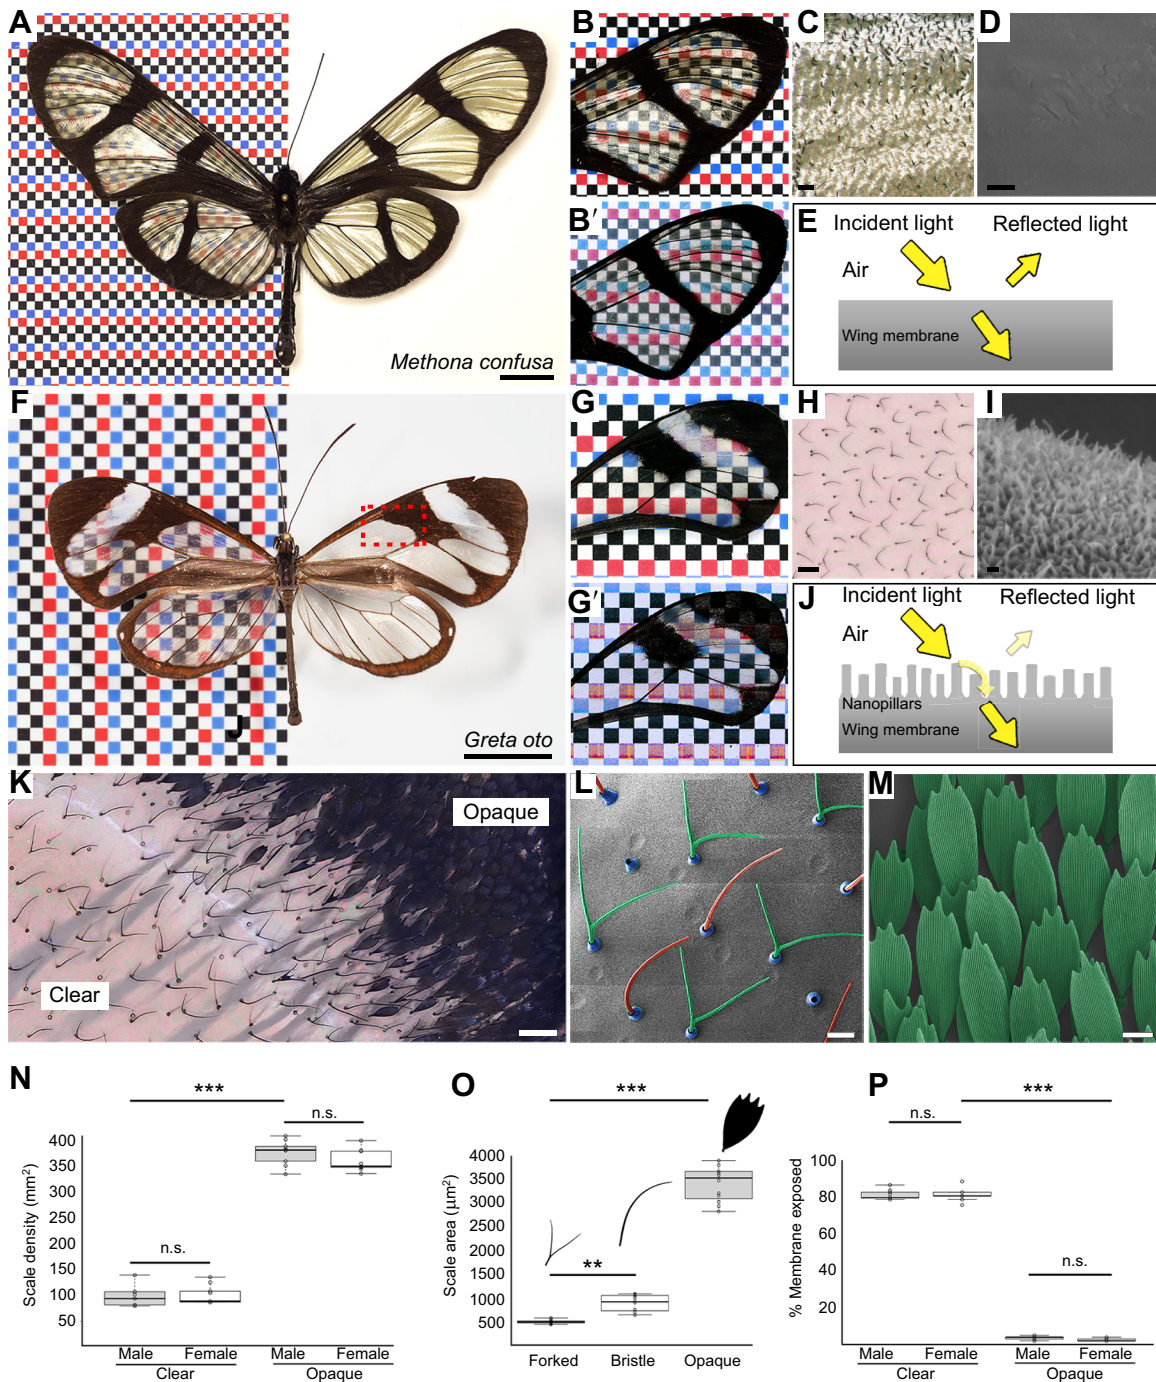 A
B
C
D
Methona confusa
B′
E
Incident light
Reflected light
Air
Wing membrane
F
G
H
I
J
Greta oto
G′
J
Incident light
Reflected light
Air
Nanopillars
Wing membrane
K
Opaque
Clear
L
M
N
***
n.s.
n.s.
Scale density (mm²)
400
350
300
250
200
150
100
50
Male
Female
Male
Female
Clear
Opaque
O
***
**
Scale area (µm²)
4000
3500
3000
2500
2000
1500
1000
500
Forked
Bristle
Opaque
P
***
n.s.
n.s.
% Membrane exposed
100
80
60
40
20
Male
Female
Male
Female
Clear
Opaque